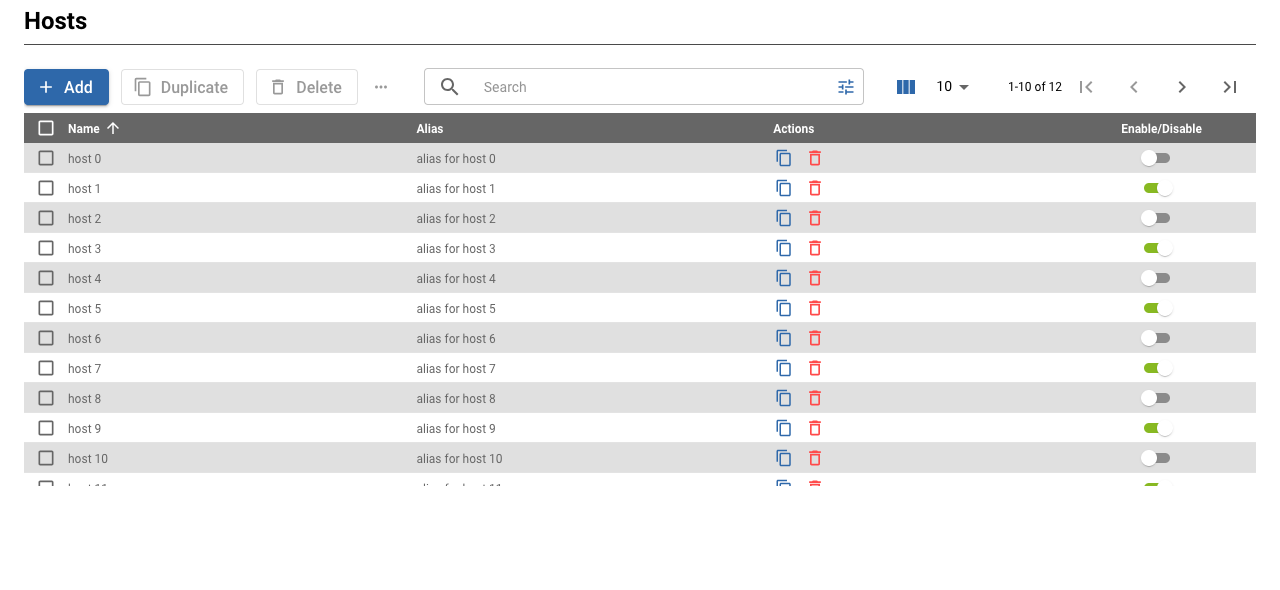 Hosts
Add Duplicate Delete ... Search 10 1-10 of 12
Name Alias Actions Enable/Disable
host 0 alias for host 0
host 1 alias for host 1
host 2 alias for host 2
host 3 alias for host 3
host 4 alias for host 4
host 5 alias for host 5
host 6 alias for host 6
host 7 alias for host 7
host 8 alias for host 8
host 9 alias for host 9
host 10 alias for host 10